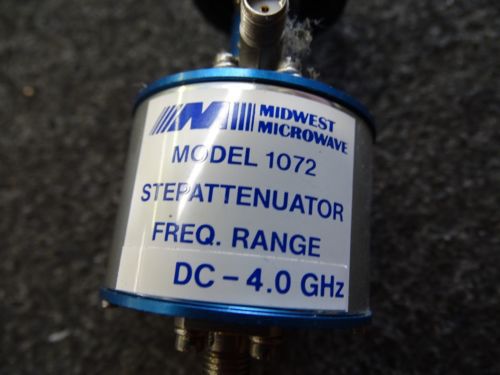 MIDWEST
MICROWAVE
MODEL 1072
STEPATTENUATOR
FREQ. RANGE
DC - 4.0 GHz